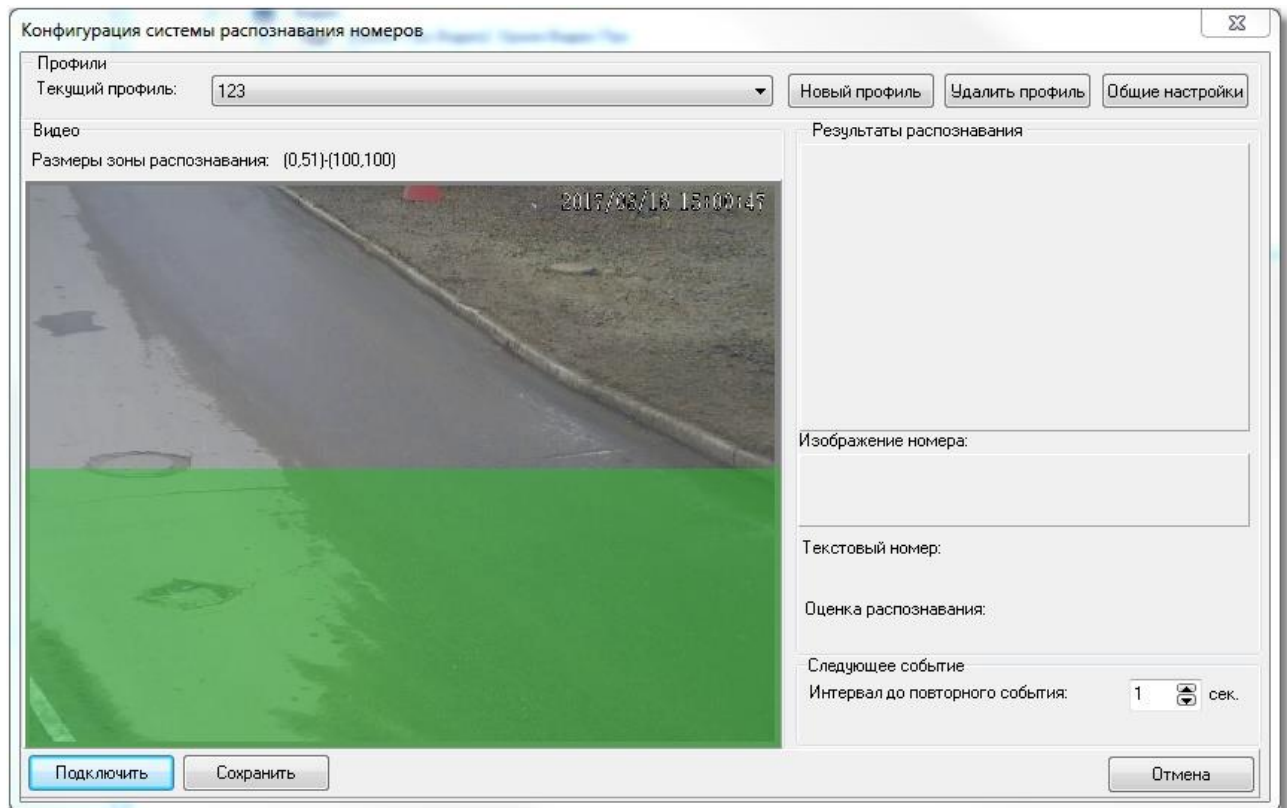 Конфигурация системы распознавания номеров
Профили
Текущий профиль: 123 Новый профиль Удалить профиль Общие настройки
Видео
Размеры зоны распознавания: (0,51)-(100,100)
Результаты распознавания
Изображение номера:
Текстовый номер:
Оценка распознавания:
Следующее событие
Интервал до повторного события: 1 сек.
Подключить Сохранить Отмена